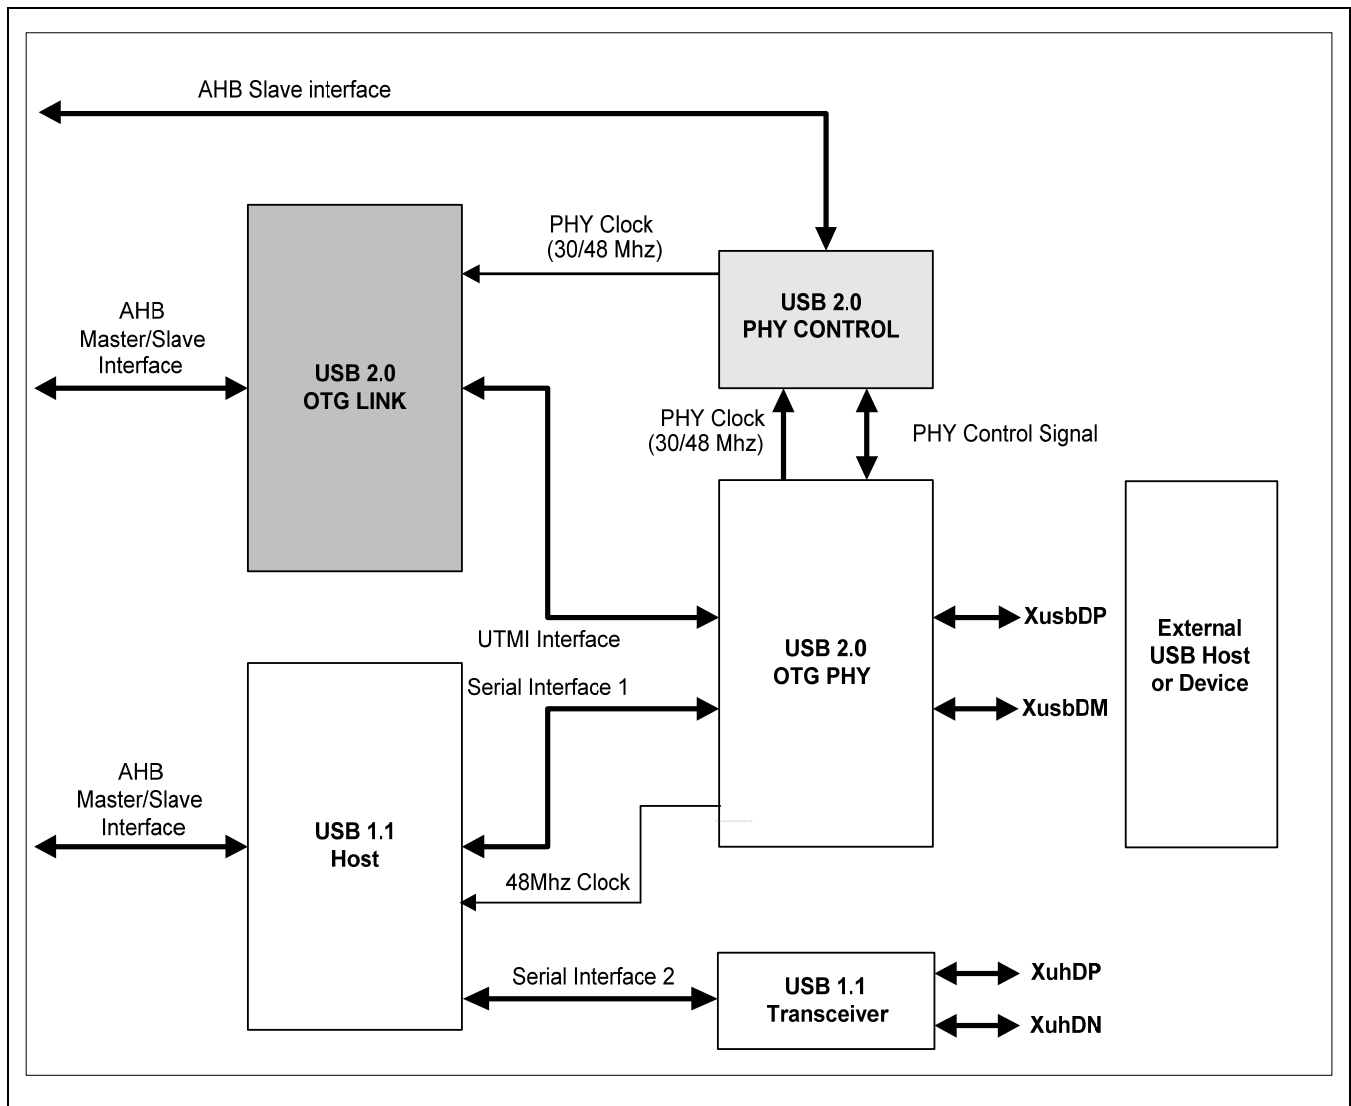 AHB Slave interface
PHY Clock
(30/48 Mhz)
USB 2.0
PHY CONTROL
AHB
Master/Slave
Interface
USB 2.0
OTG LINK
PHY Clock
(30/48 Mhz)
PHY Control Signal
UTMI Interface
Serial Interface 1
USB 2.0
OTG PHY
XusbDP
XusbDM
External
USB Host
or Device
AHB
Master/Slave
Interface
USB 1.1
Host
48Mhz Clock
Serial Interface 2
USB 1.1
Transceiver
XuhDP
XuhDN